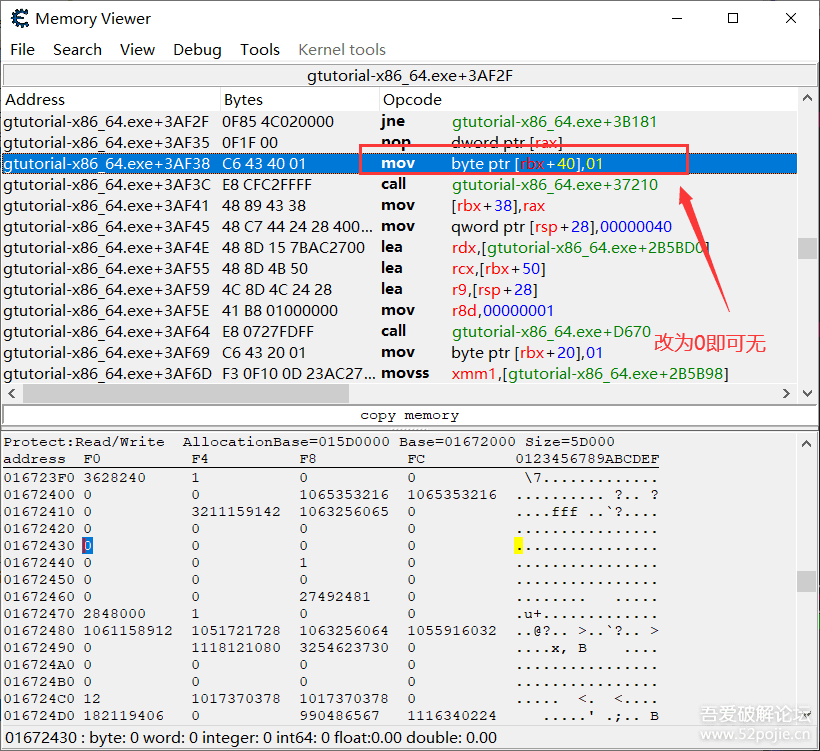 Memory Viewer
File Search View Debug Tools Kernel tools
gtutorial-x86_64.exe+3AF2F
Address Bytes Opcode
gtutorial-x86_64.exe+3AF2F 0F85 4C020000 jne gtutorial-x86_64.exe+3B181
gtutorial-x86_64.exe+3AF35 0F1F 00 nop dword ptr [rax]
gtutorial-x86_64.exe+3AF38 C6 43 40 01 mov byte ptr [rbx+40],01
gtutorial-x86_64.exe+3AF3C E8 CFC2FFFF call gtutorial-x86_64.exe+37210
gtutorial-x86_64.exe+3AF41 48 89 43 38 mov [rbx+38],rax
gtutorial-x86_64.exe+3AF45 48 C7 44 24 28 400... mov qword ptr [rsp+28],00000040
gtutorial-x86_64.exe+3AF4E 48 8D 15 7BAC2700 lea rdx,[gtutorial-x86_64.exe+2B5BD0]
gtutorial-x86_64.exe+3AF55 48 8D 4B 50 lea rcx,[rbx+50]
gtutorial-x86_64.exe+3AF59 4C 8D 4C 24 28 lea r9,[rsp+28]
gtutorial-x86_64.exe+3AF5E 41 B8 01000000 mov r8d,00000001
gtutorial-x86_64.exe+3AF64 E8 0727FDFF call gtutorial-x86_64.exe+D670
改为0即可无
gtutorial-x86_64.exe+3AF69 C6 43 20 01 mov byte ptr [rbx+20],01
gtutorial-x86_64.exe+3AF6D F3 0F10 0D 23AC27... movss xmm1,[gtutorial-x86_64.exe+2B5B98]
copy memory
Protect:Read/Write AllocationBase=015D0000 Base=01672000 Size=5D000
address F0 F4 F8 FC 0123456789ABCDEF
016723F0 3628240 1 0 0 \7.............
01672400 0 0 1065353216 1065353216 .......... ?.. ?
01672410 0 3211159142 1063256065 0 ....fff ..`?....
01672420 0 0 0 0 ................
01672430 0 0 0 0 ................
01672440 0 0 1 0 ................
01672450 0 0 0 0 ................
01672460 0 0 27492481 0 ........ .....
01672470 2848000 1 0 0 .u+.............
01672480 1061158912 1051721728 1063256064 1055916032 ..@?.. >..`?.. >
01672490 0 1118121080 3254623730 0 ....x, B ....
016724A0 0 0 0 0 ................
016724B0 0 0 0 0 ................
016724C0 12 1017370378 1017370378 0 ..... <. <....
016724D0 182119406 0 990486567 1116340224 ......' .;.. B
吾爱破解论坛
www.52pojie.cn
01672430 : byte: 0 word: 0 integer: 0 int64: 0 float:0.00 double: 0.00